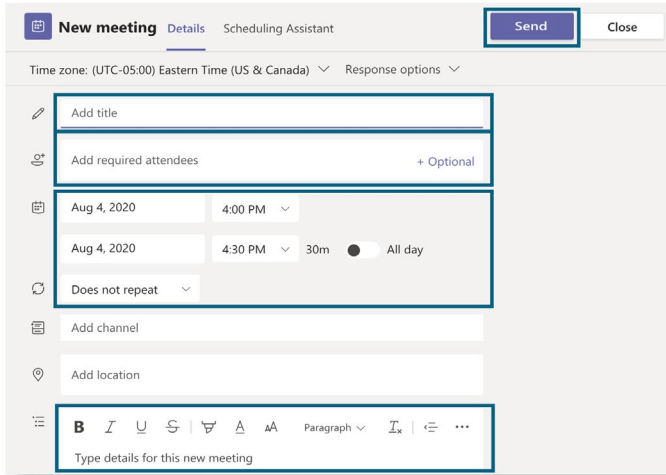 New meeting Details Scheduling Assistant Send Close
Time zone: (UTC-05:00) Eastern Time (US & Canada) Response options
Add title
Add required attendees + Optional
Aug 4, 2020 4:00 PM
Aug 4, 2020 4:30 PM 30m All day
Does not repeat
Add channel
Add location
B I U S A AA Paragraph Tx ...
Type details for this new meeting